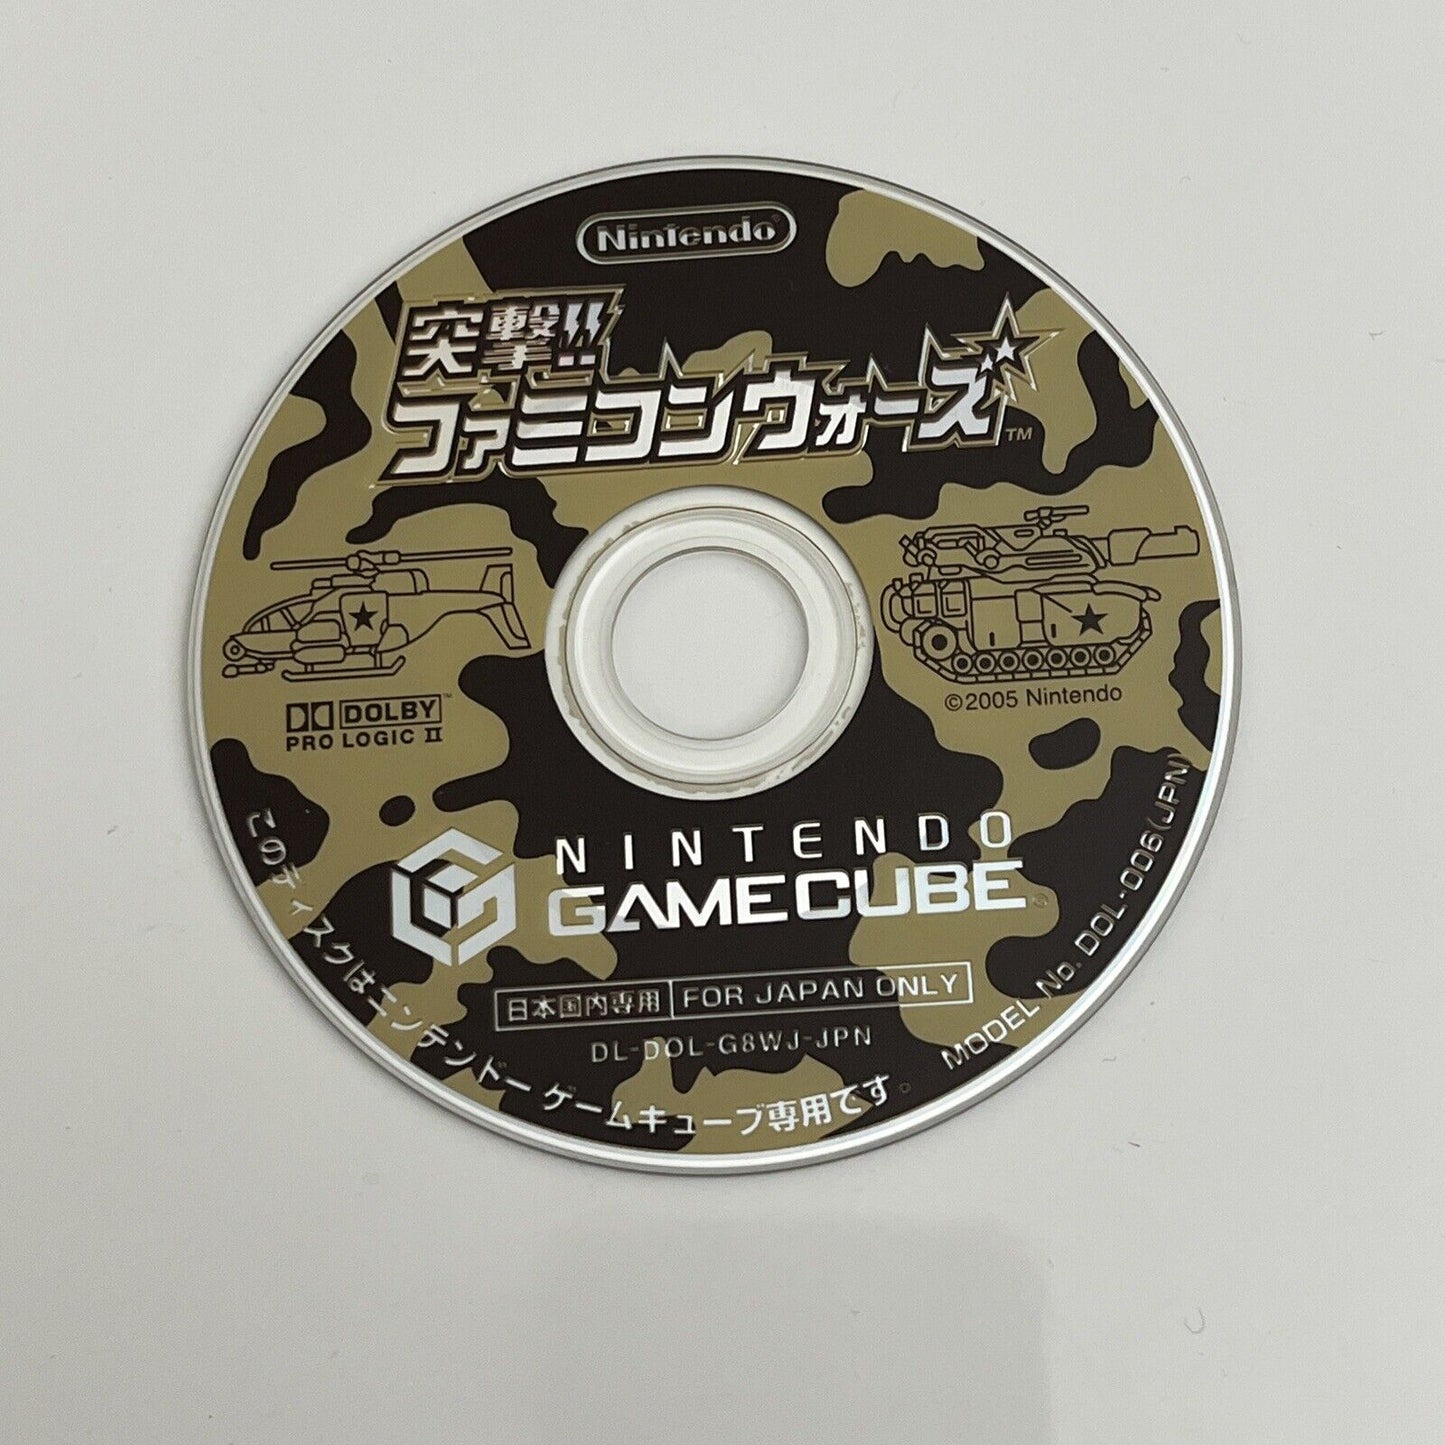 Nintendo®
突撃!!
ファミコンウォーズ™
DOLBY™
PRO LOGIC II
©2005 Nintendo
NINTENDO
GAMECUBE®
日本国内専用 FOR JAPAN ONLY
DL-DOL-G8WJ-JPN
このディスクはニンテンドー ゲームキューブ専用です。
MODEL No. DOL-006(JPN)